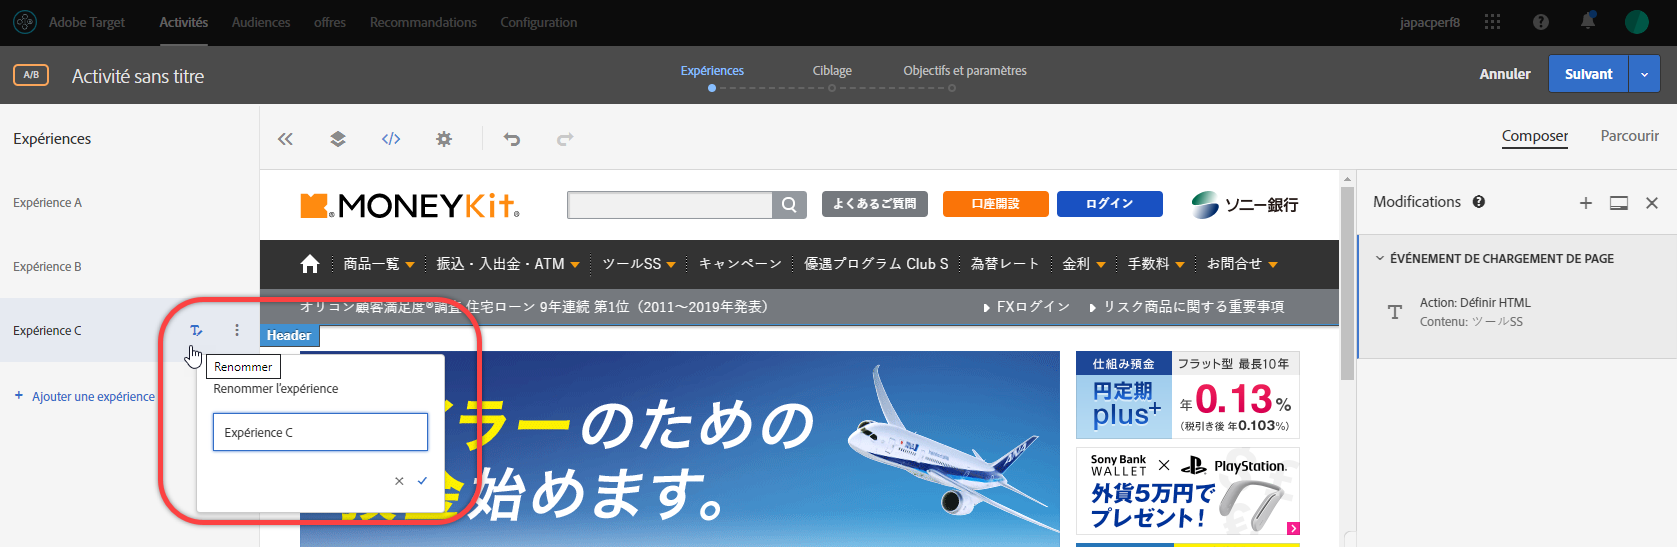 Adobe Target Activités Audiences offres Recommandations Configuration japacperf8
A/B Activité sans titre Expériences Ciblage Objectifs et paramètres Annuler Suivant
Expériences
Composer Parcourir
Expérience A
Expérience B
Expérience C
+ Ajouter une expérience
Renommer
Renommer l'expérience
Expérience C
MONEYKit よくあるご質問 口座開設 ログイン ソニー銀行
商品一覧 振込・入出金・ATM ツールSS キャンペーン 優遇プログラム Club S 為替レート 金利 手数料 お問合せ
オリコン顧客満足度®調査 住宅ローン 9年連続 第1位（2011～2019年発表） FXログイン リスク商品に関する重要事項
Header
ラーのための
始めます。
ANA
仕組み預金 フラット型 最長10年
円定期
plus+
年0.13%
（税引き後 年0.103%）
Sony Bank
WALLET × PlayStation®
外貨5万円で
プレゼント!
Modifications
ÉVÉNEMENT DE CHARGEMENT DE PAGE
Action: Définir HTML
Contenu: ツールSS